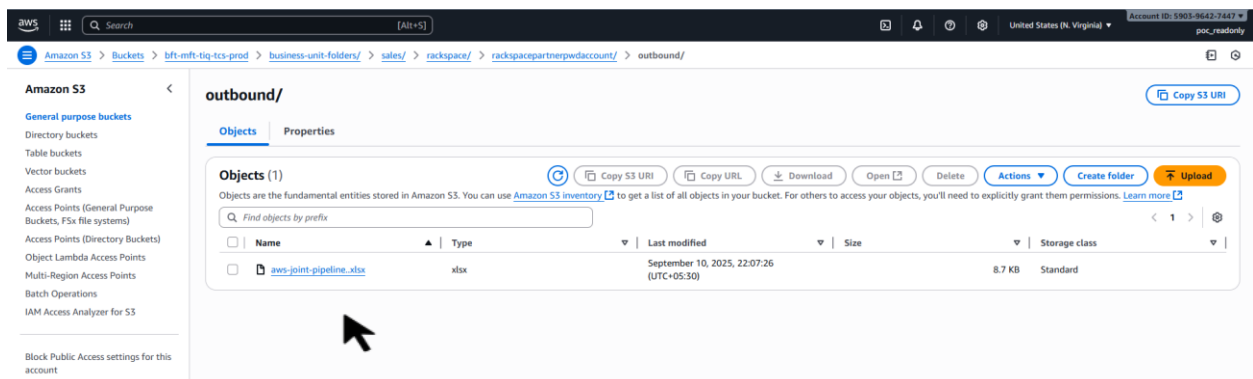 aws
Search [Alt+S]
United States (N. Virginia) ▼
Account ID: 5903-9642-7447 ▼
poc_readonly
Amazon S3 > Buckets > bft-mft-tiq-tcs-prod > business-unit-folders/ > sales/ > rackspace/ > rackspacepartnerpwdaccount/ > outbound/
Amazon S3
General purpose buckets
Directory buckets
Table buckets
Vector buckets
Access Grants
Access Points (General Purpose
Buckets, FSx file systems)
Access Points (Directory Buckets)
Object Lambda Access Points
Multi-Region Access Points
Batch Operations
IAM Access Analyzer for S3
Block Public Access settings for this
account
outbound/
Copy S3 URI
Objects Properties
Objects (1)
Copy S3 URI Copy URL Download Open Delete Actions ▼ Create folder Upload
Objects are the fundamental entities stored in Amazon S3. You can use Amazon S3 inventory to get a list of all objects in your bucket. For others to access your objects, you'll need to explicitly grant them permissions. Learn more
Find objects by prefix
< 1 >
Name Type Last modified Size Storage class
aws-joint-pipeline..xlsx xlsx September 10, 2025, 22:07:26 8.7 KB Standard
(UTC+05:30)